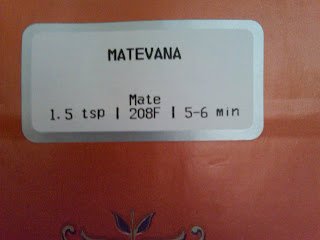 MATEVANA
Mate
1.5 tsp | 208F | 5-6 min